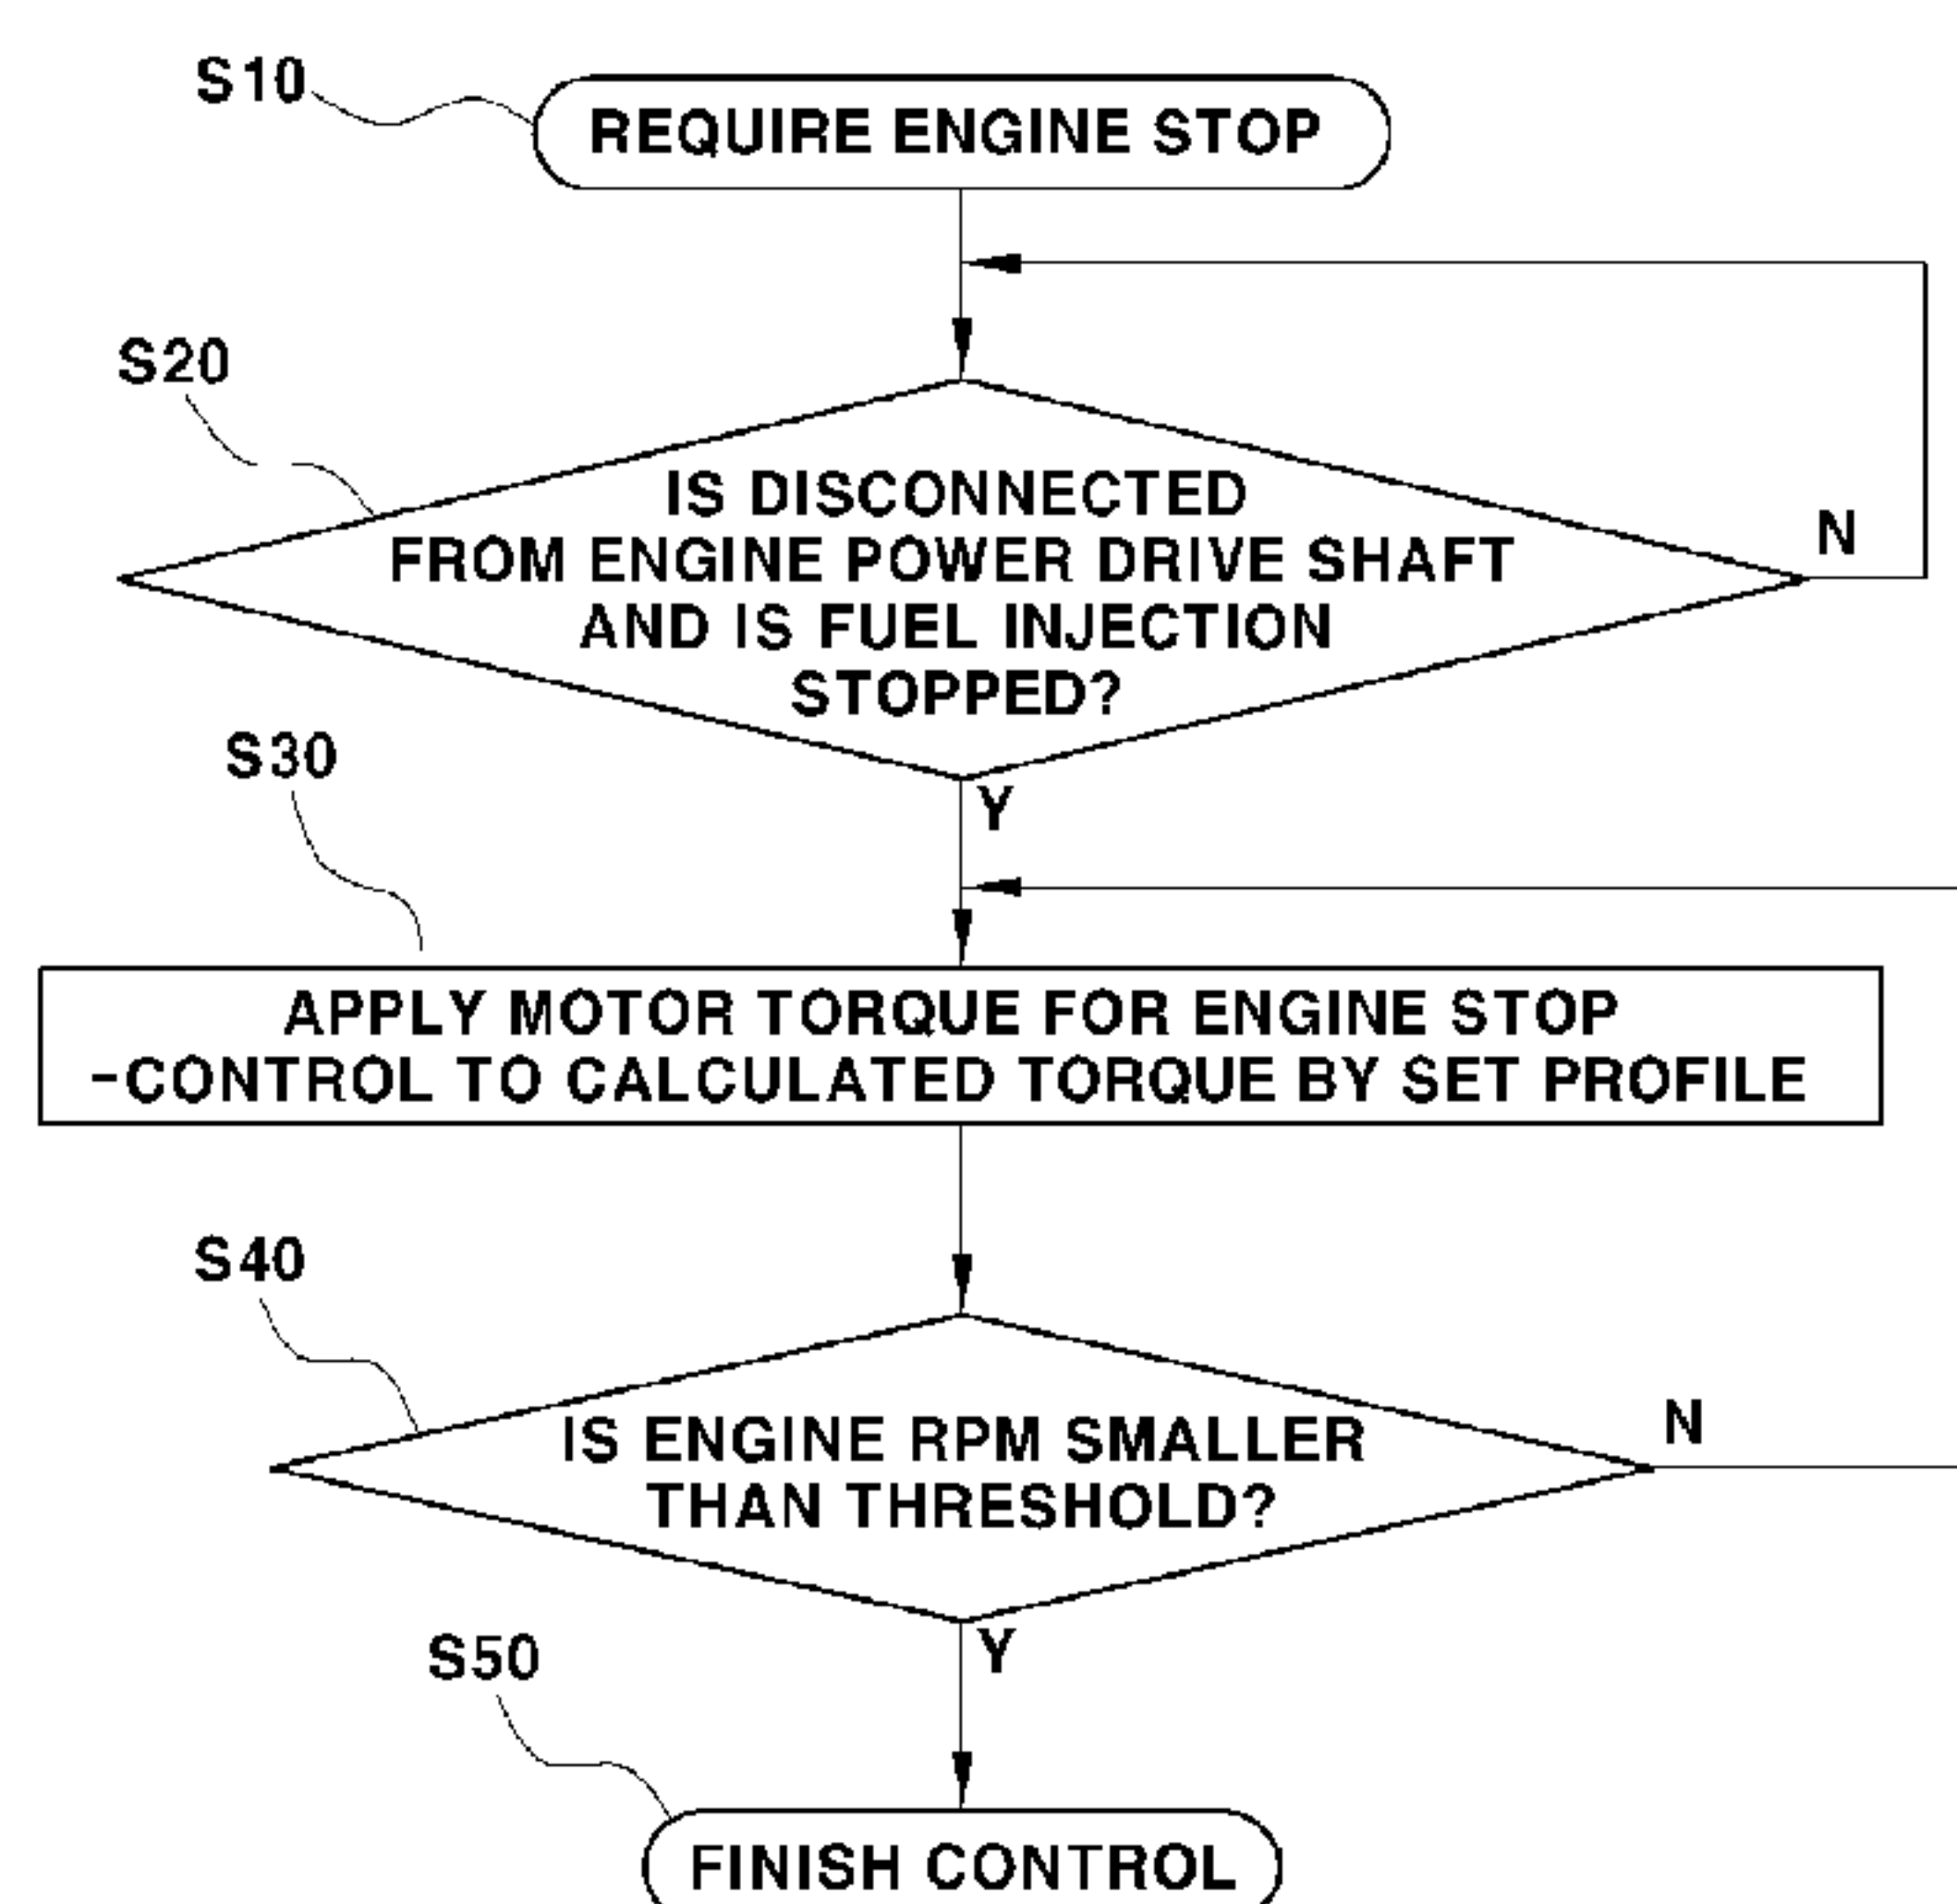 S10
REQUIRE ENGINE STOP
S20
IS DISCONNECTED
FROM ENGINE POWER DRIVE SHAFT
AND IS FUEL INJECTION
STOPPED?
N
Y
S30
APPLY MOTOR TORQUE FOR ENGINE STOP
-CONTROL TO CALCULATED TORQUE BY SET PROFILE
S40
IS ENGINE RPM SMALLER
THAN THRESHOLD?
N
Y
S50
FINISH CONTROL